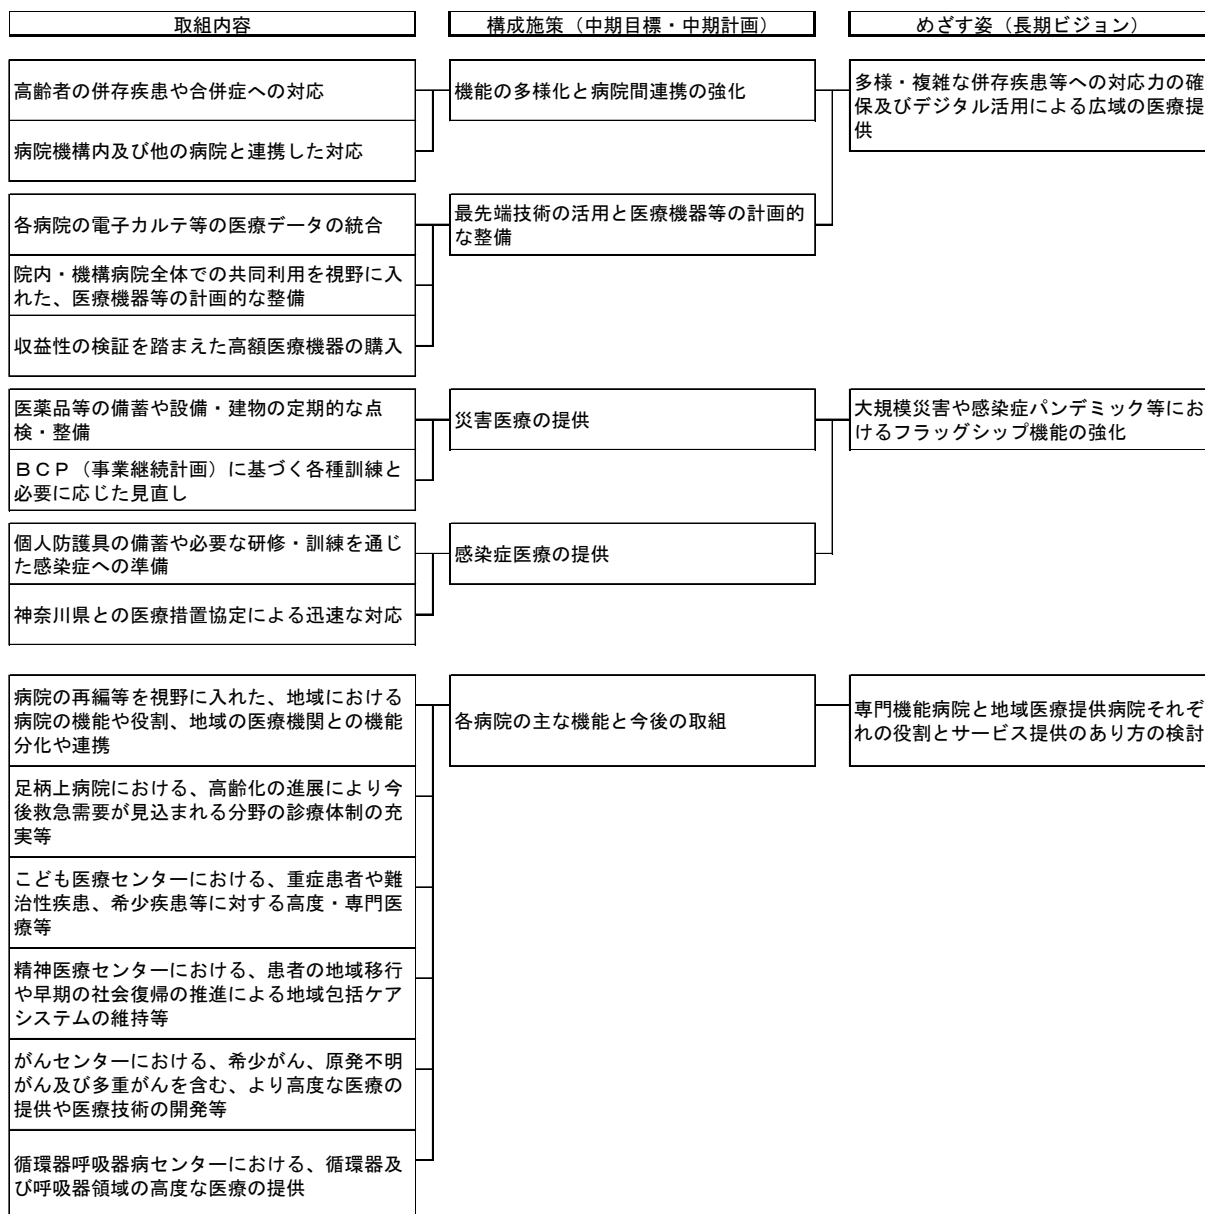 取組内容
構成施策（中期目標・中期計画）
めざす姿（長期ビジョン）
高齢者の併存疾患や合併症への対応
機能の多様化と病院間連携の強化
多様・複雑な併存疾患等への対応力の確
保及びデジタル活用による広域の医療提
供
病院機構内及び他の病院と連携した対応
各病院の電子カルテ等の医療データの統合
最先端技術の活用と医療機器等の計画的
な整備
院内・機構病院全体での共同利用を視野に入
れた、医療機器等の計画的な整備
収益性の検証を踏まえた高額医療機器の購入
医薬品等の備蓄や設備・建物の定期的な点
検・整備
災害医療の提供
大規模災害や感染症パンデミック等にお
けるフラッグシップ機能の強化
ＢＣＰ（事業継続計画）に基づく各種訓練と
必要に応じた見直し
個人防護具の備蓄や必要な研修・訓練を通じ
た感染症への準備
感染症医療の提供
神奈川県との医療措置協定による迅速な対応
病院の再編等を視野に入れた、地域における
病院の機能や役割、地域の医療機関との機能
分化や連携
各病院の主な機能と今後の取組
専門機能病院と地域医療提供病院それぞ
れの役割とサービス提供のあり方の検討
足柄上病院における、高齢化の進展により今
後救急需要が見込まれる分野の診療体制の充
実等
こども医療センターにおける、重症患者や難
治性疾患、希少疾患等に対する高度・専門医
療等
精神医療センターにおける、患者の地域移行
や早期の社会復帰の推進による地域包括ケア
システムの維持等
がんセンターにおける、希少がん、原発不明
がん及び多重がんを含む、より高度な医療の
提供や医療技術の開発等
循環器呼吸器病センターにおける、循環器及
び呼吸器領域の高度な医療の提供